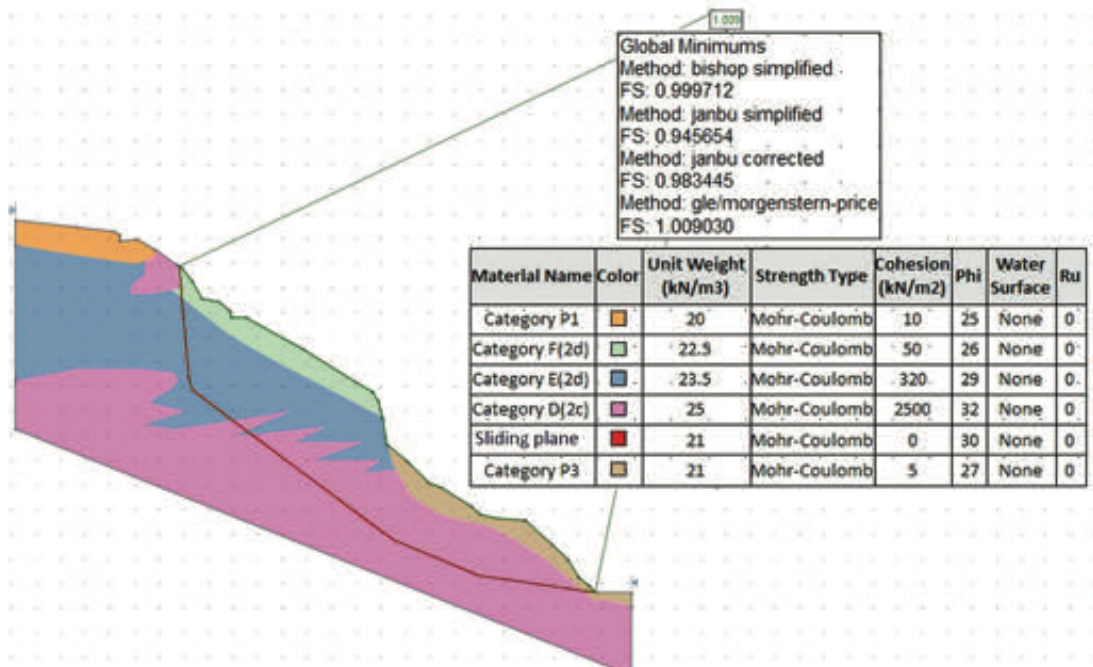 1.009
Global Minimums
Method: bishop simplified
FS: 0.999712
Method: janbu simplified
FS: 0.945654
Method: janbu corrected
FS: 0.983445
Method: gle/morgenstern-price
FS: 1.009030
Material Name Color Unit Weight (kN/m3) Strength Type Cohesion (kN/m2) Phi Water Surface Ru
Category P1 20 Mohr-Coulomb 10 25 None 0
Category F(2d) 22.5 Mohr-Coulomb 50 26 None 0
Category E(2d) 23.5 Mohr-Coulomb 320 29 None 0
Category D(2c) 25 Mohr-Coulomb 2500 32 None 0
Sliding plane 21 Mohr-Coulomb 0 30 None 0
Category P3 21 Mohr-Coulomb 5 27 None 0